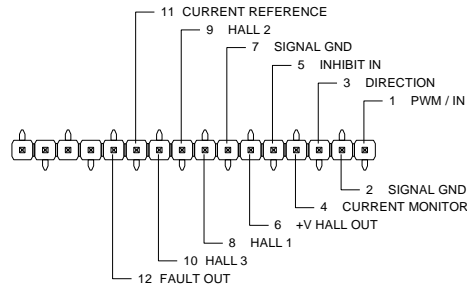 11 CURRENT REFERENCE
9 HALL 2
7 SIGNAL GND
5 INHIBIT IN
3 DIRECTION
1 PWM / IN
2 SIGNAL GND
4 CURRENT MONITOR
6 +V HALL OUT
8 HALL 1
10 HALL 3
12 FAULT OUT